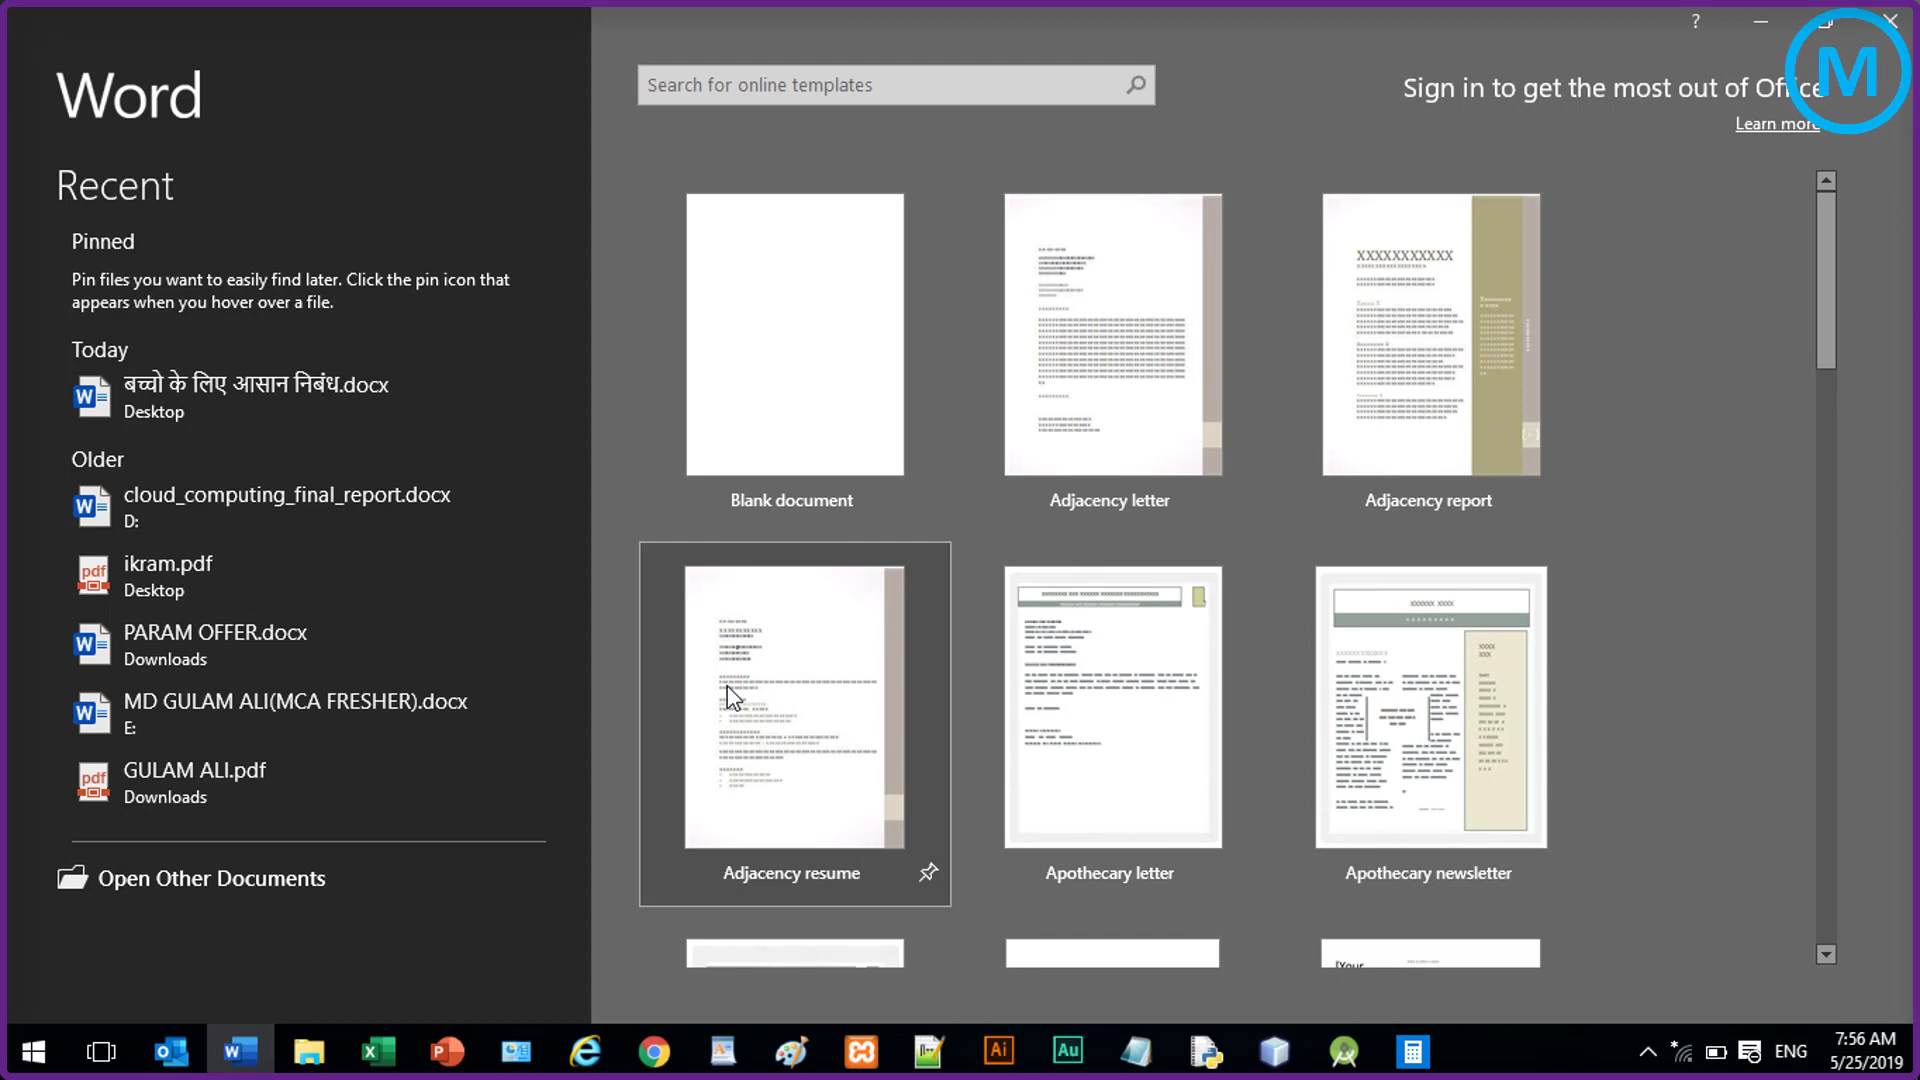 ?
M
Word
Search for online templates
Sign in to get the most out of Office
Learn more
Recent
Pinned
Pin files you want to easily find later. Click the pin icon that
appears when you hover over a file.
Today
बच्चो के लिए आसान निबंध.docx
Desktop
Older
cloud_computing_final_report.docx
D:
ikram.pdf
Desktop
PARAM OFFER.docx
Downloads
MD GULAM ALI(MCA FRESHER).docx
E:
GULAM ALI.pdf
Downloads
Open Other Documents
XXXXXXXXXXX
Blank document
Adjacency letter
Adjacency report
Adjacency resume
Apothecary letter
Apothecary newsletter
[Your
Ai
Au
ENG
7:56 AM
5/25/2019